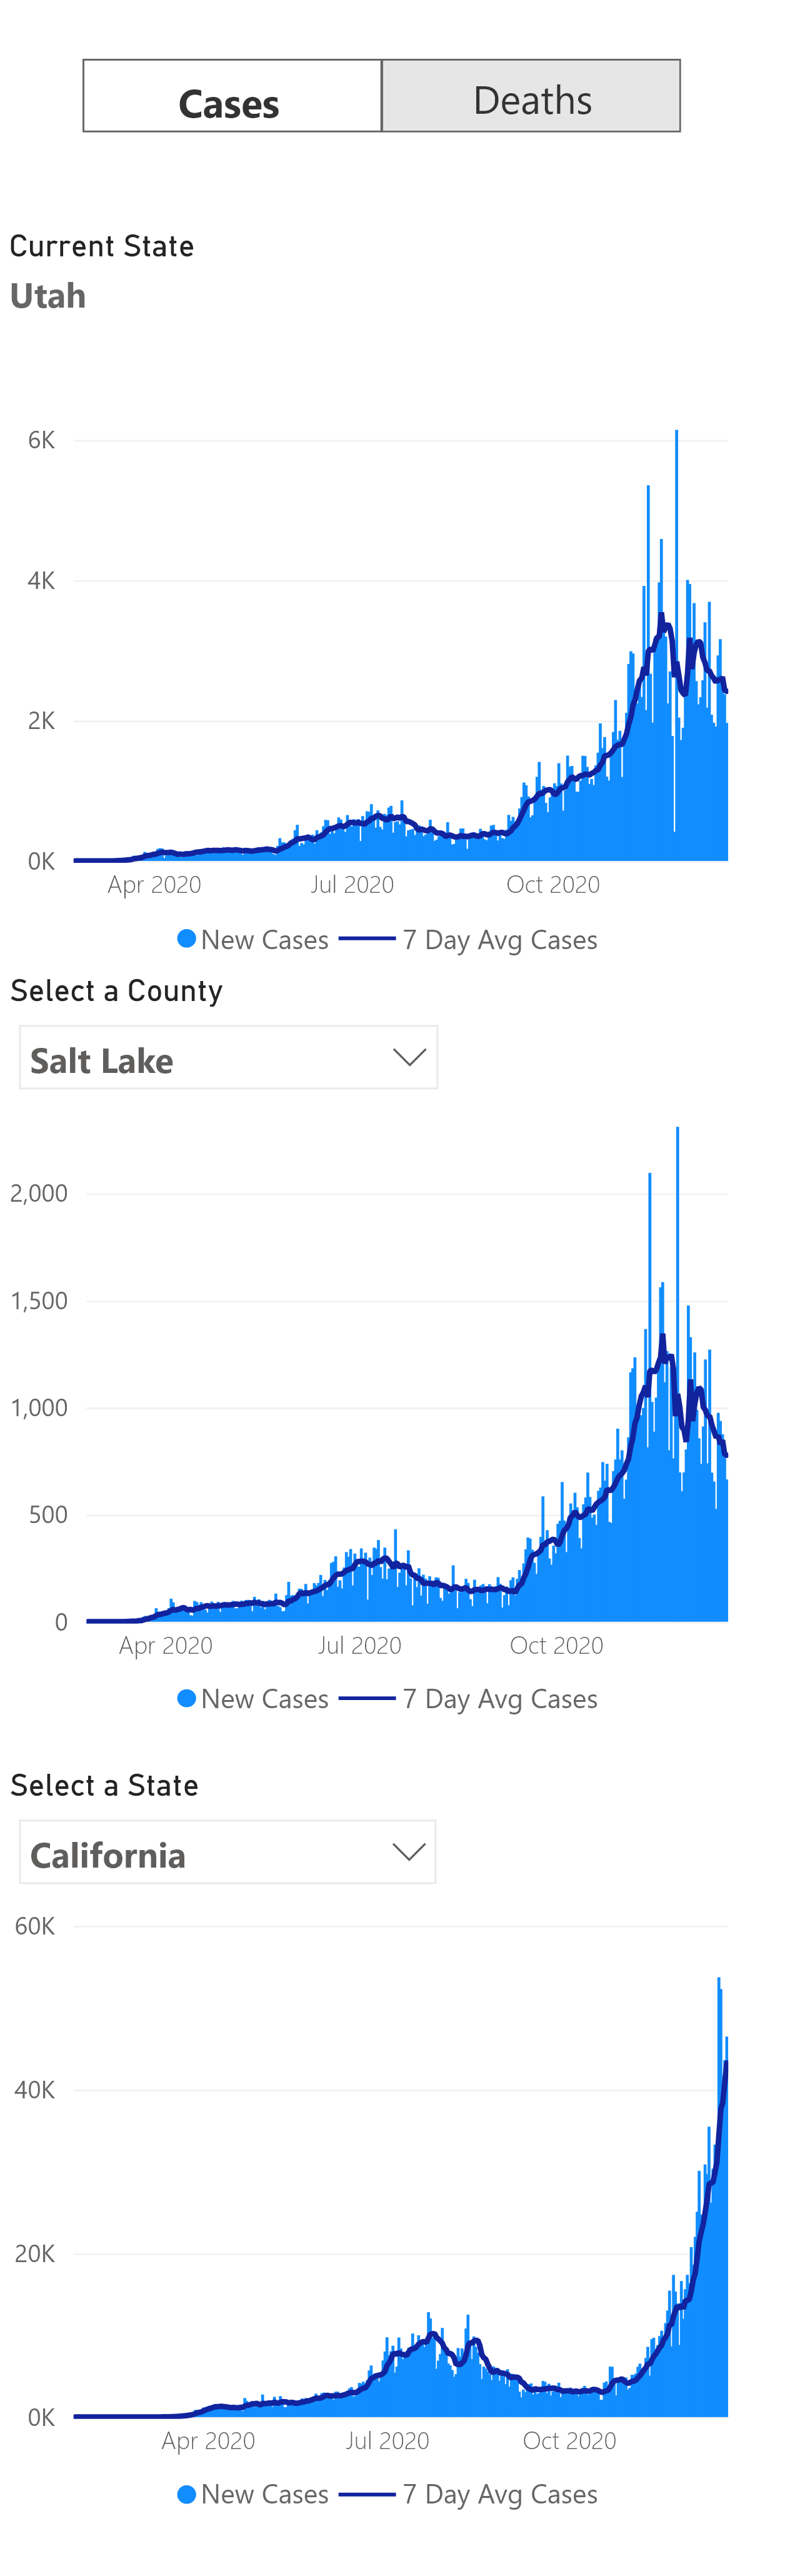 Cases Deaths
Current State
Utah
6K
4K
2K
0K
Apr 2020 Jul 2020 Oct 2020
New Cases 7 Day Avg Cases
Select a County
Salt Lake
2,000
1,500
1,000
500
0
Apr 2020 Jul 2020 Oct 2020
New Cases 7 Day Avg Cases
Select a State
California
60K
40K
20K
0K
Apr 2020 Jul 2020 Oct 2020
New Cases 7 Day Avg Cases